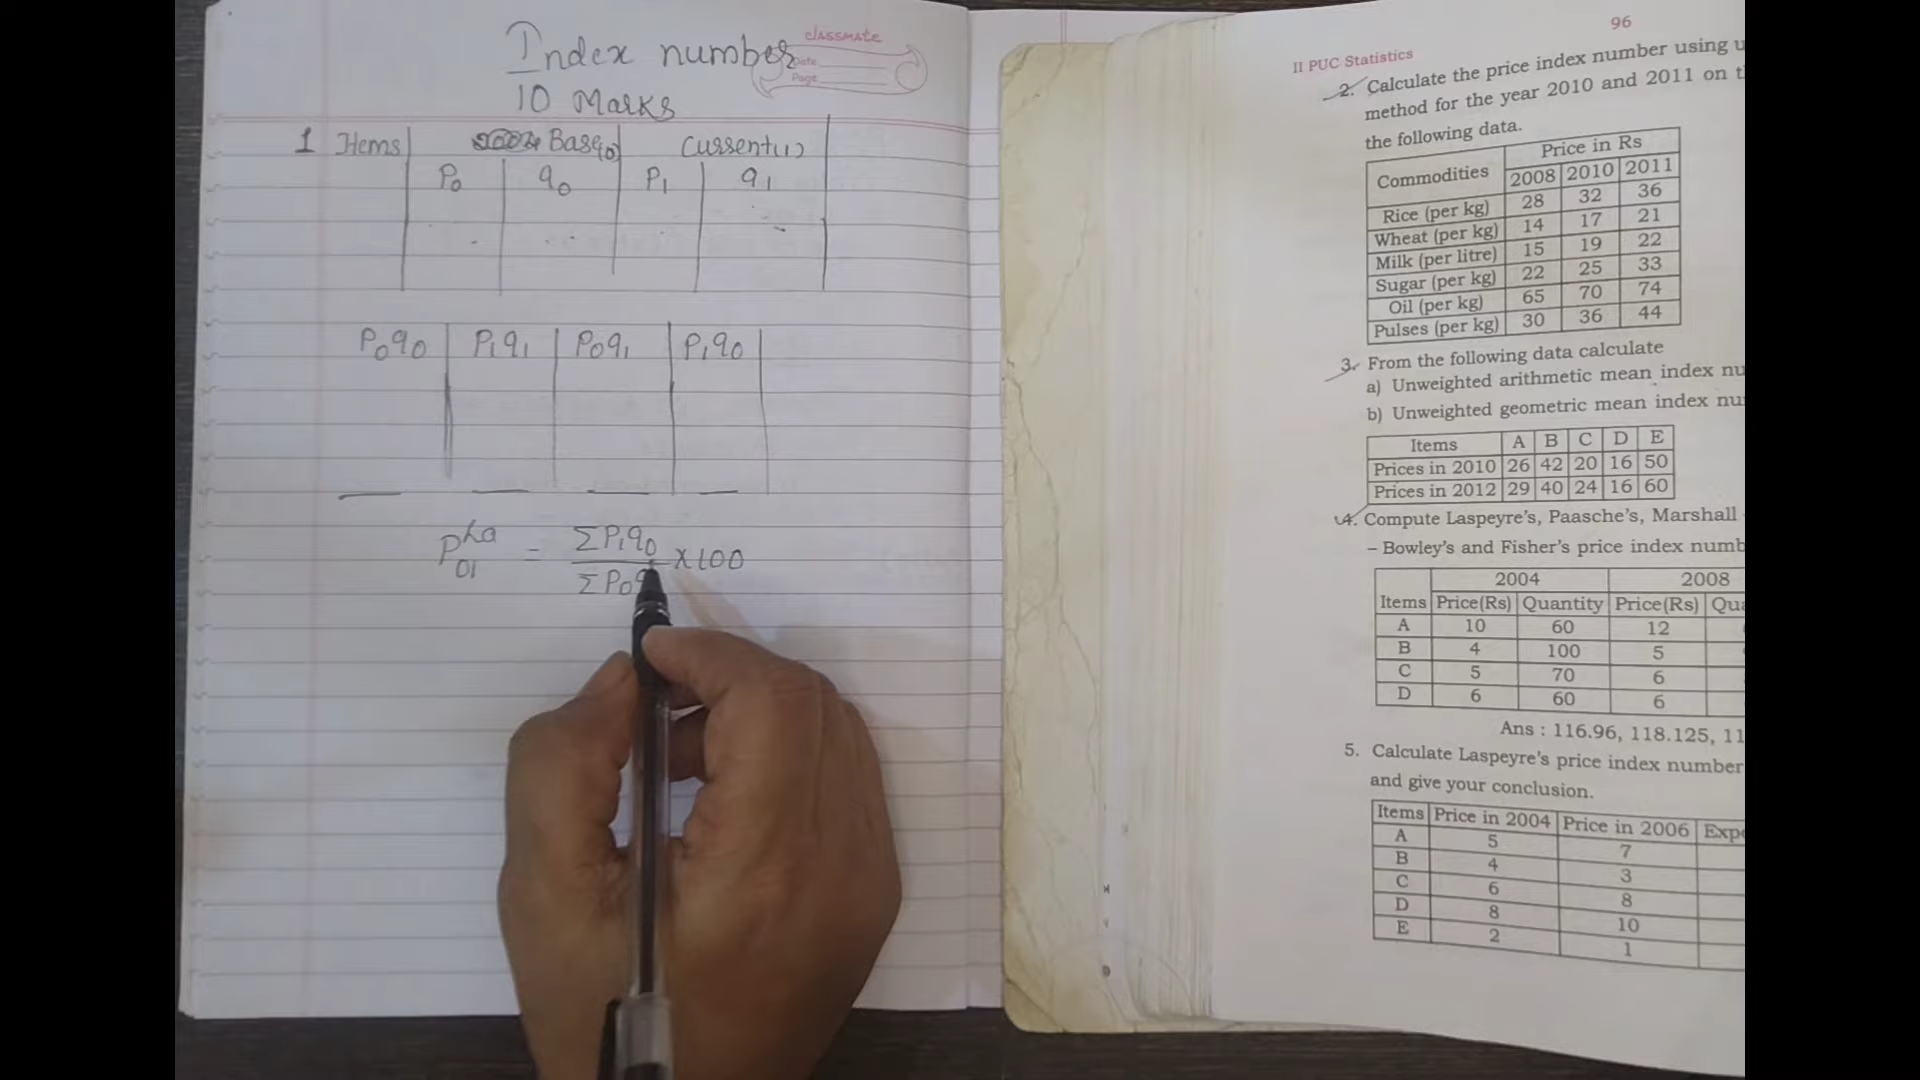 classmate
Date
Page
Index number
10 Marks
1 Items Base(0) Current(1)
P0 q0 P1 q1
P0q0 P1q1 P0q1 P1q0
P01 La = ΣP1q0 / ΣP0 ×100
96
II PUC Statistics
2. Calculate the price index number using
method for the year 2010 and 2011 on
the following data.
Commodities Price in Rs
2008 2010 2011
Rice (per kg) 28 32 36
Wheat (per kg) 14 17 21
Milk (per litre) 15 19 22
Sugar (per kg) 22 25 33
Oil (per kg) 65 70 74
Pulses (per kg) 30 36 44
3. From the following data calculate
a) Unweighted arithmetic mean index
b) Unweighted geometric mean index
Items A B C D E
Prices in 2010 26 42 20 16 50
Prices in 2012 29 40 24 16 60
4. Compute Laspeyre's, Paasche's, Marshall
– Bowley's and Fisher's price index
2004 2008
Items Price(Rs) Quantity Price(Rs)
A 10 60 12
B 4 100 5
C 5 70 6
D 6 60 6
Ans : 116.96, 118.125,
5. Calculate Laspeyre's price index number
and give your conclusion.
Items Price in 2004 Price in 2006
A 5 7
B 4 3
C 6 8
D 8 10
E 2 1